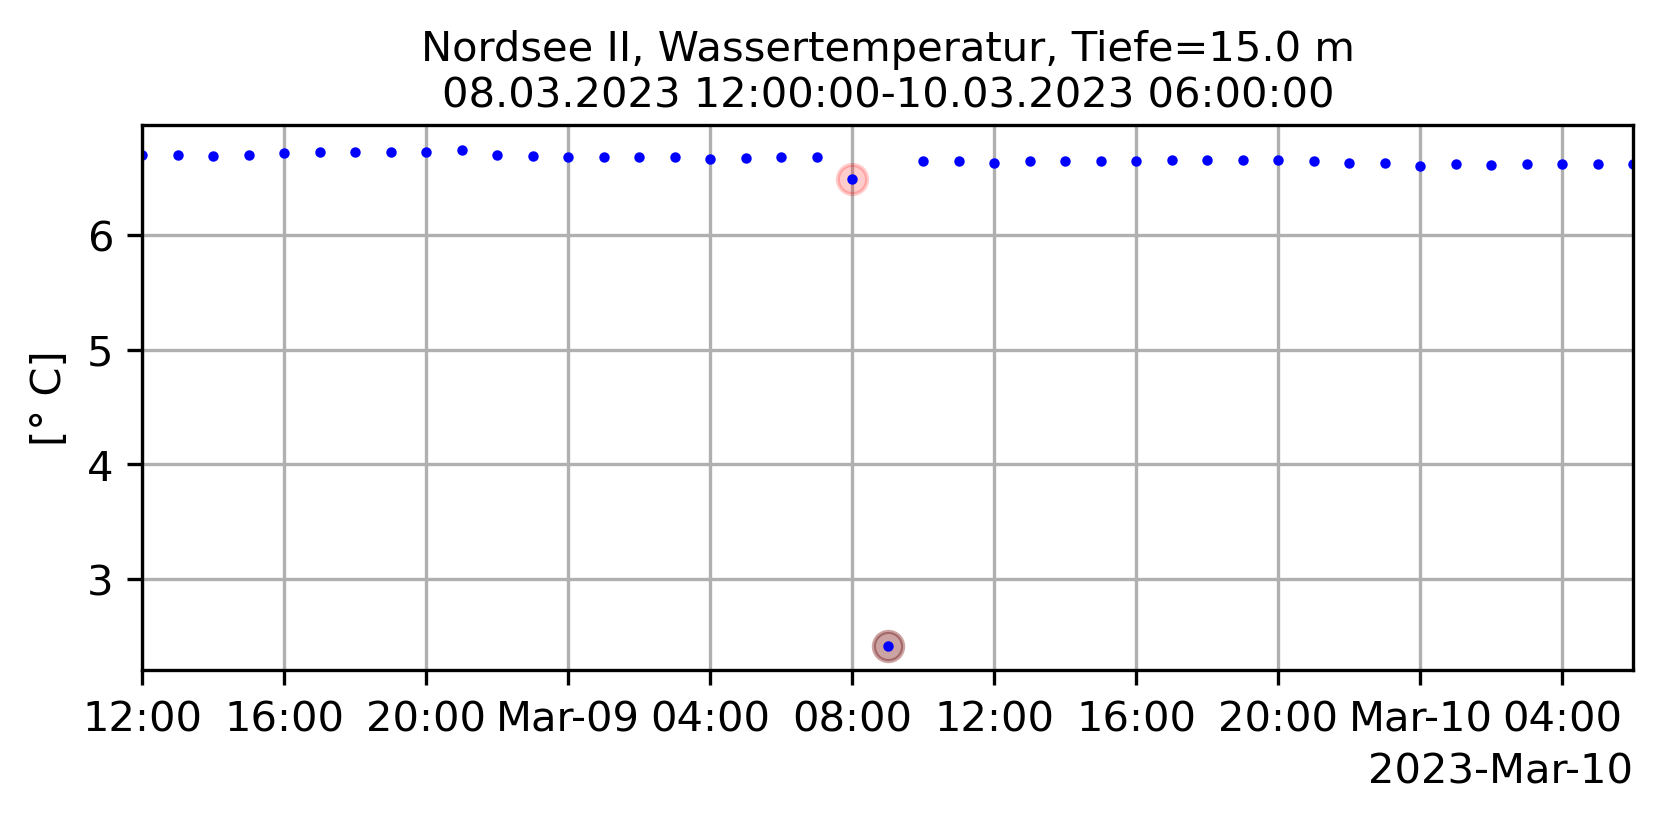 Nordsee II, Wassertemperatur, Tiefe=15.0 m
08.03.2023 12:00:00-10.03.2023 06:00:00
6
5
4
3
[° C]
12:00 16:00 20:00 Mar-09 04:00 08:00 12:00 16:00 20:00 Mar-10 04:00
2023-Mar-10